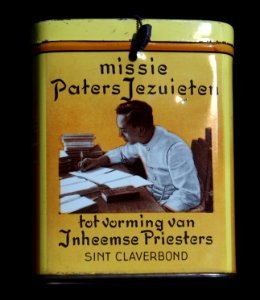 missie
Paters Jezuieten
tot vorming van
Inheemse Priesters
SINT CLAVERBOND